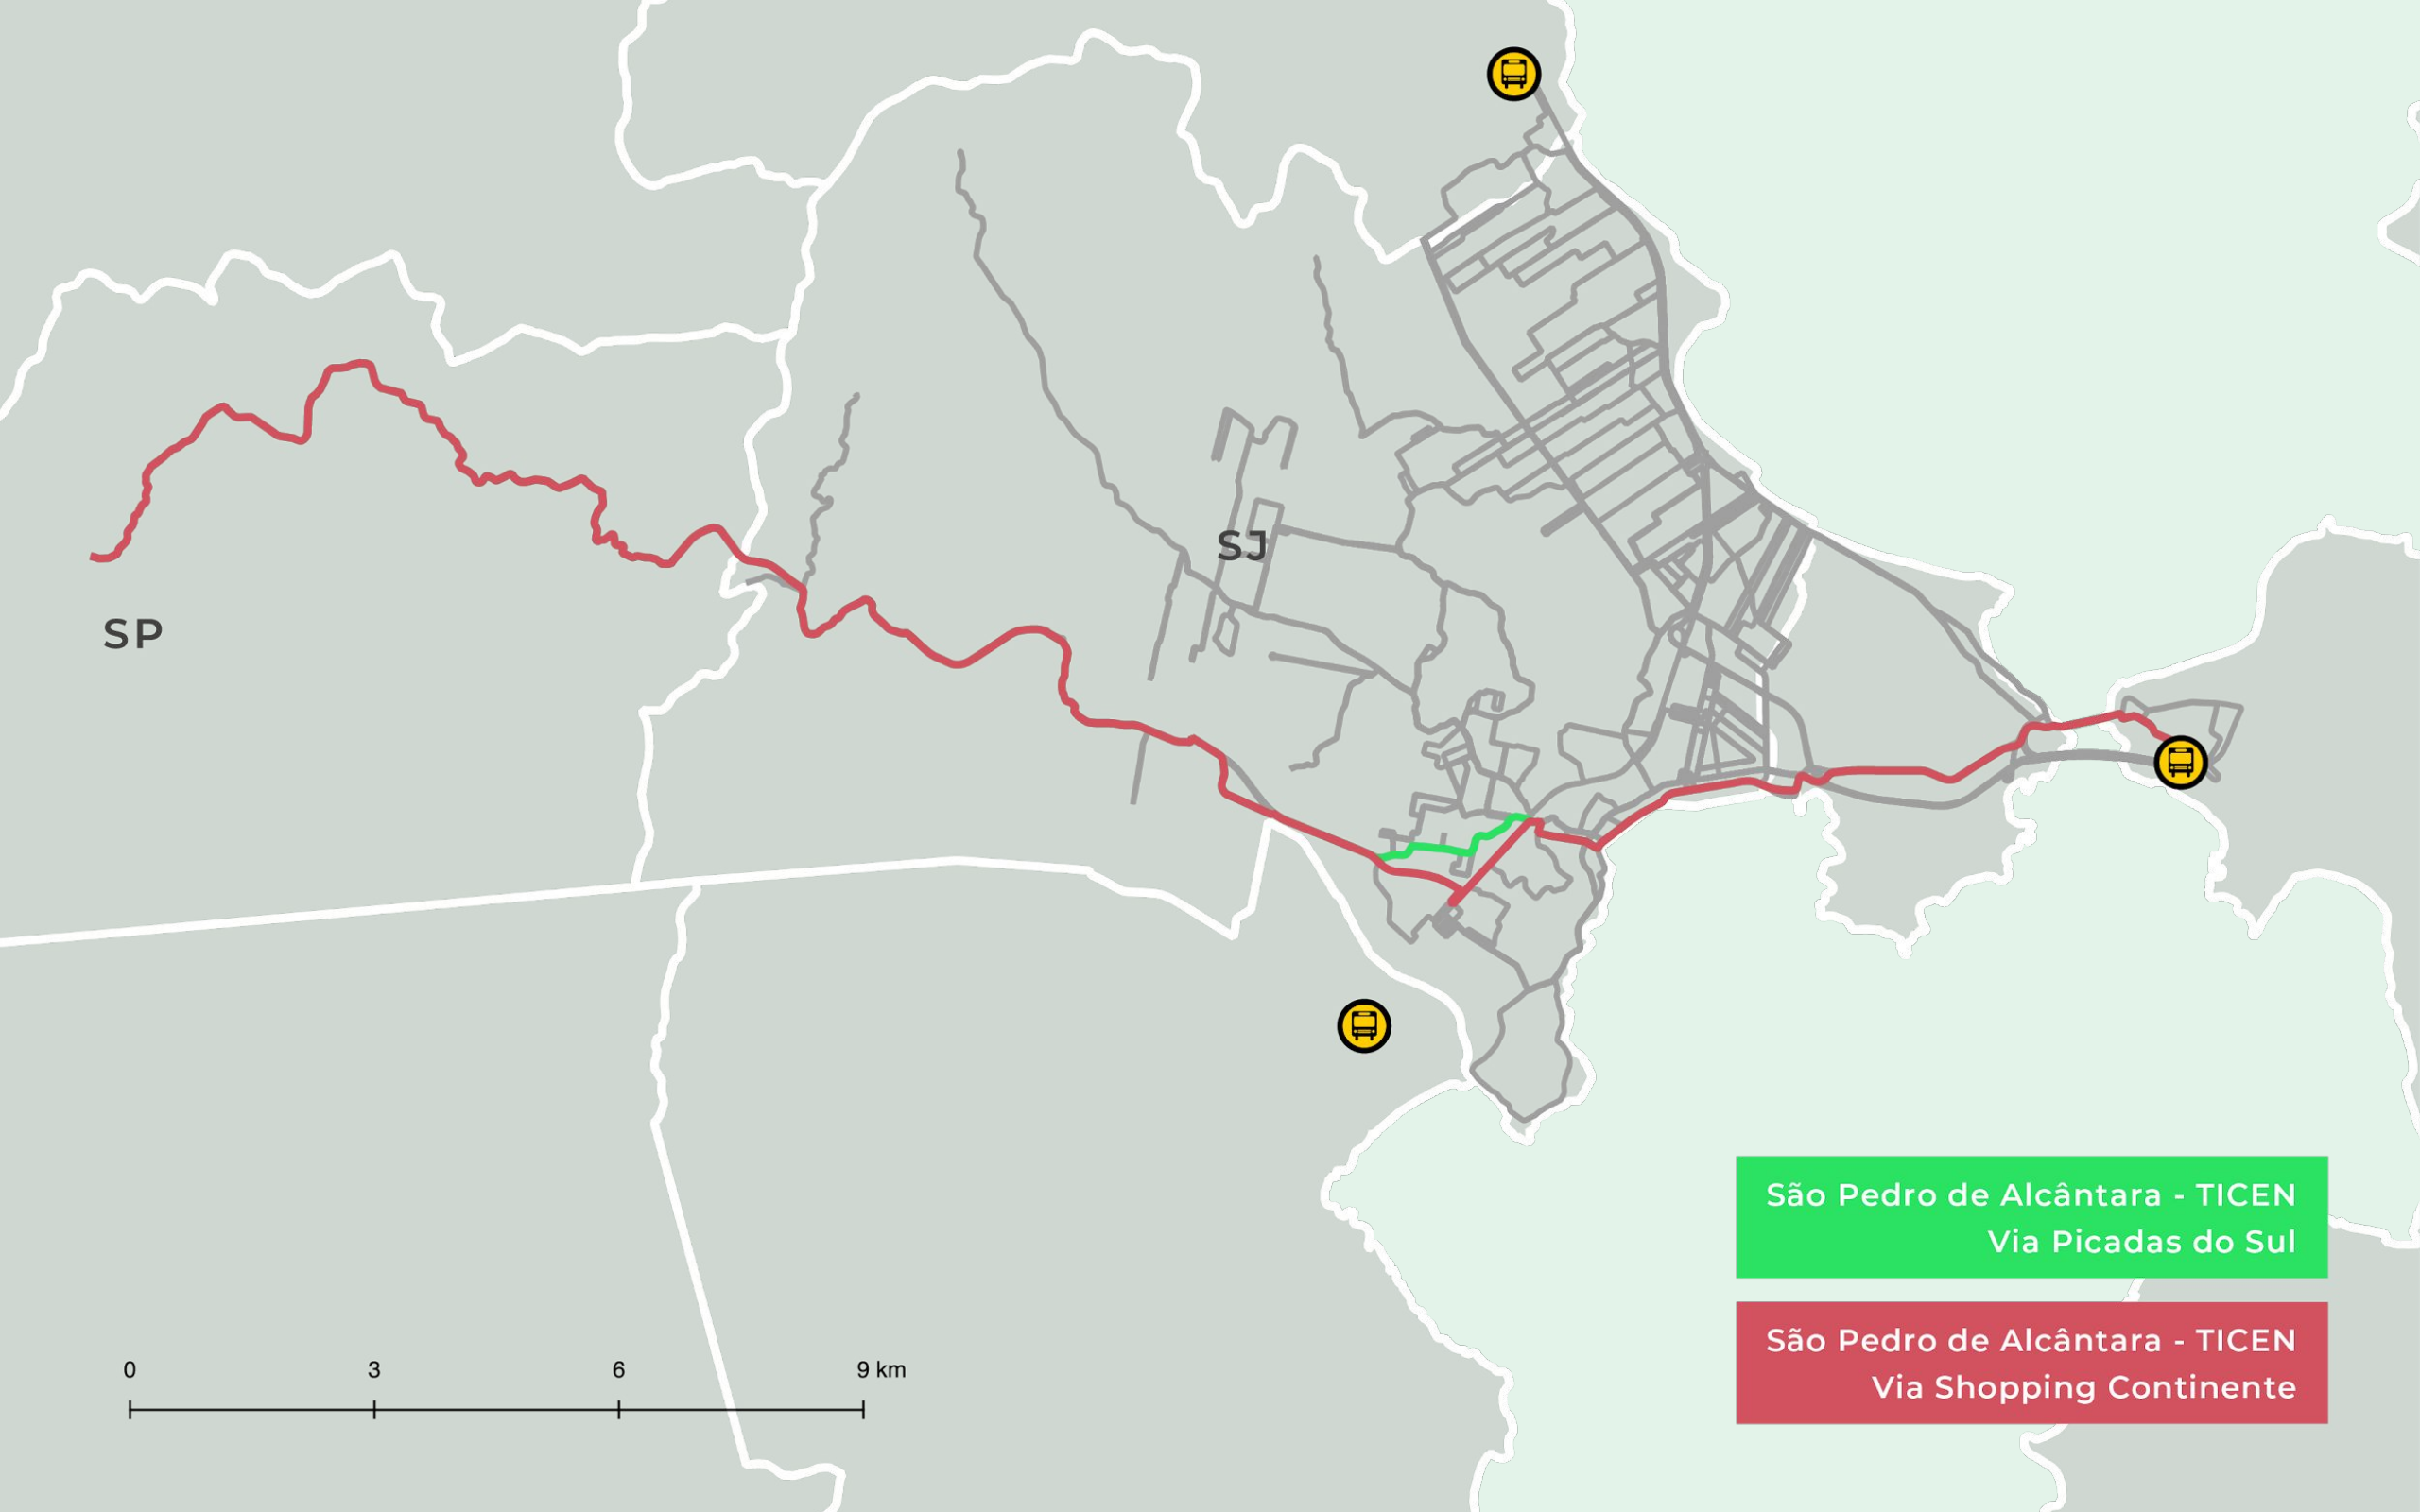 SJ
SP
São Pedro de Alcântara - TICEN
Via Picadas do Sul
São Pedro de Alcântara - TICEN
Via Shopping Continente
0 3 6 9 km